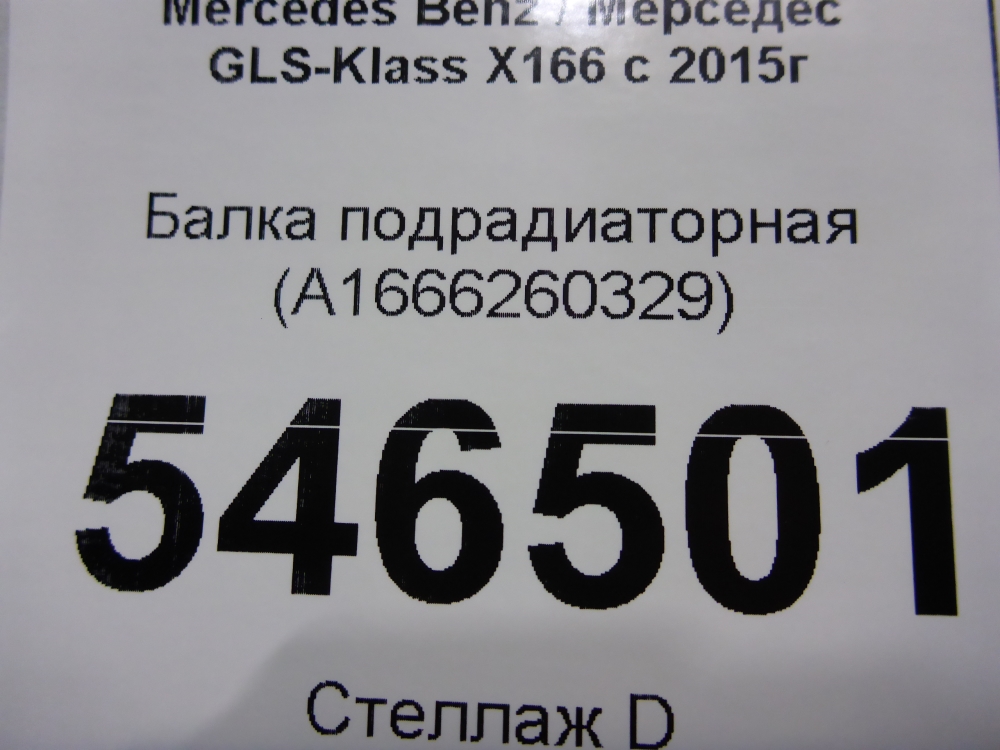 Mercedes Benz / Мерседес
GLS-Klass X166 с 2015г
Балка подрадиаторная
(A1666260329)
546501
Стеллаж D